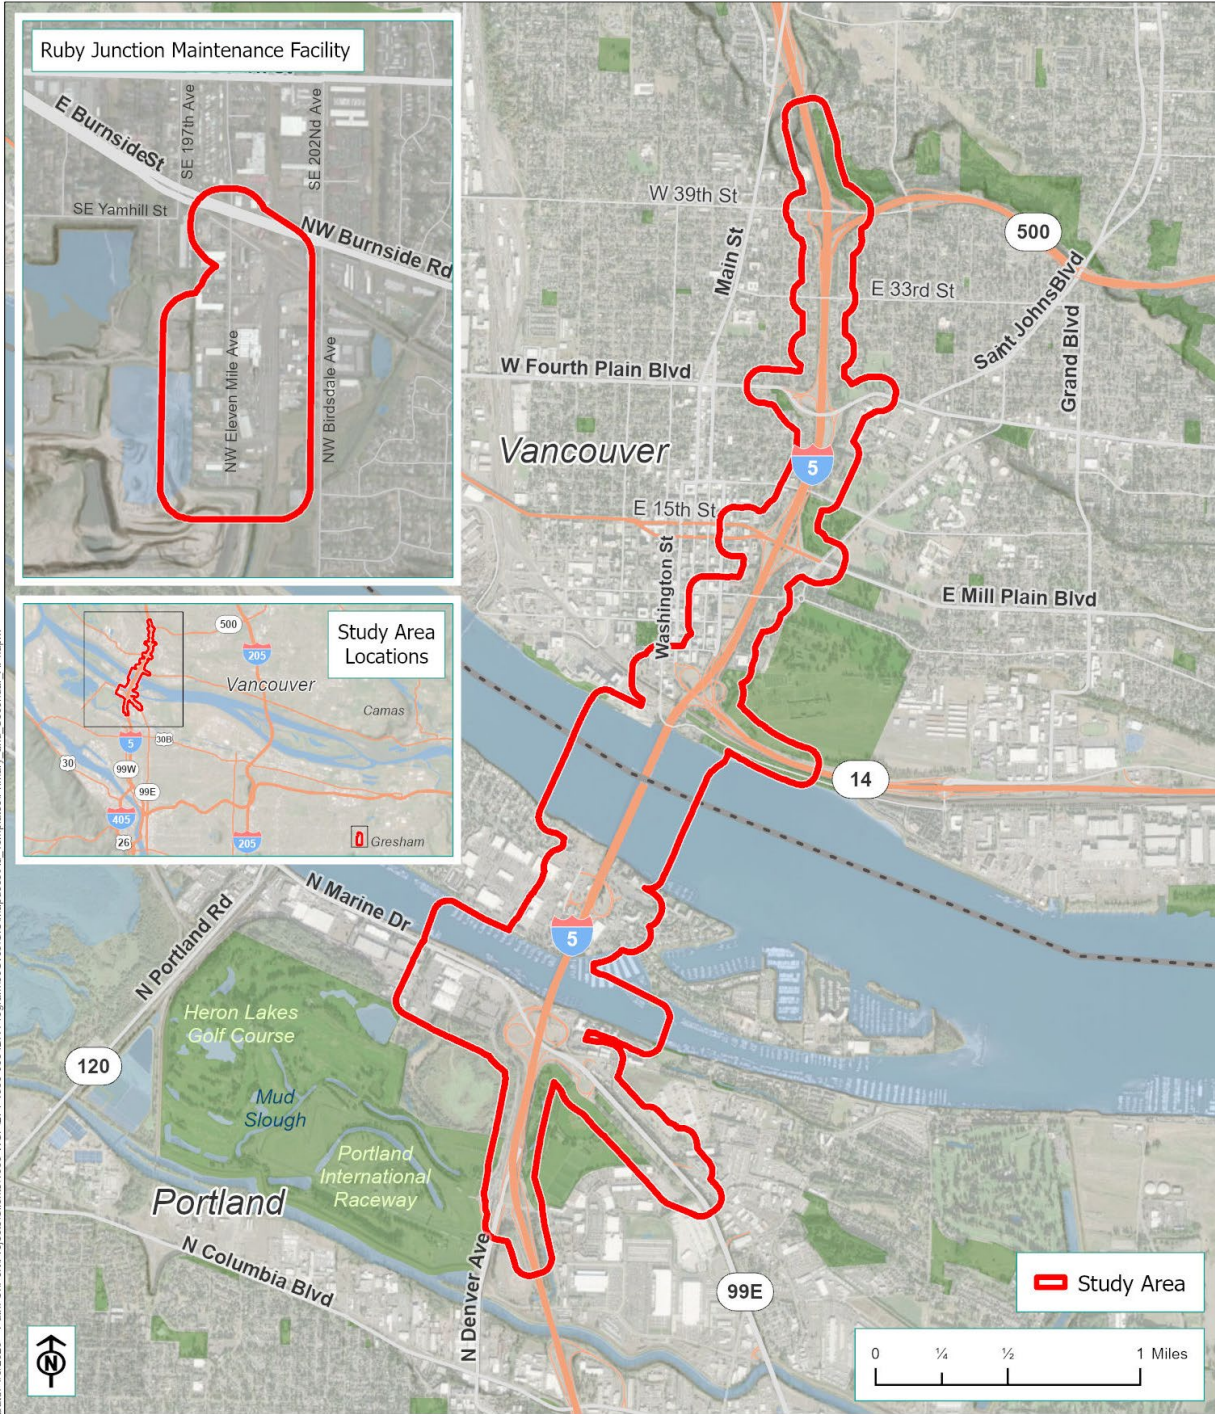 Ruby Junction Maintenance Facility
E Burnside St
SE 197th Ave
SE 202Nd Ave
SE Yamhill St
NW Burnside Rd
NW Eleven Mile Ave
NW Birdsdale Ave
Study Area
Locations
500
205
Vancouver
Camas
5
30B
30
99W
99E
405
26
205
Gresham
W 39th St
500
Main St
E 33rd St
Saint Johns Blvd
Grand Blvd
W Fourth Plain Blvd
Vancouver
5
E 15th St
Washington St
E Mill Plain Blvd
14
N Marine Dr
5
N Portland Rd
Heron Lakes
Golf Course
120
Mud
Slough
Portland
International
Raceway
Portland
N Columbia Blvd
N Denver Ave
99E
Study Area
N
0 ¼ ½ 1 Miles